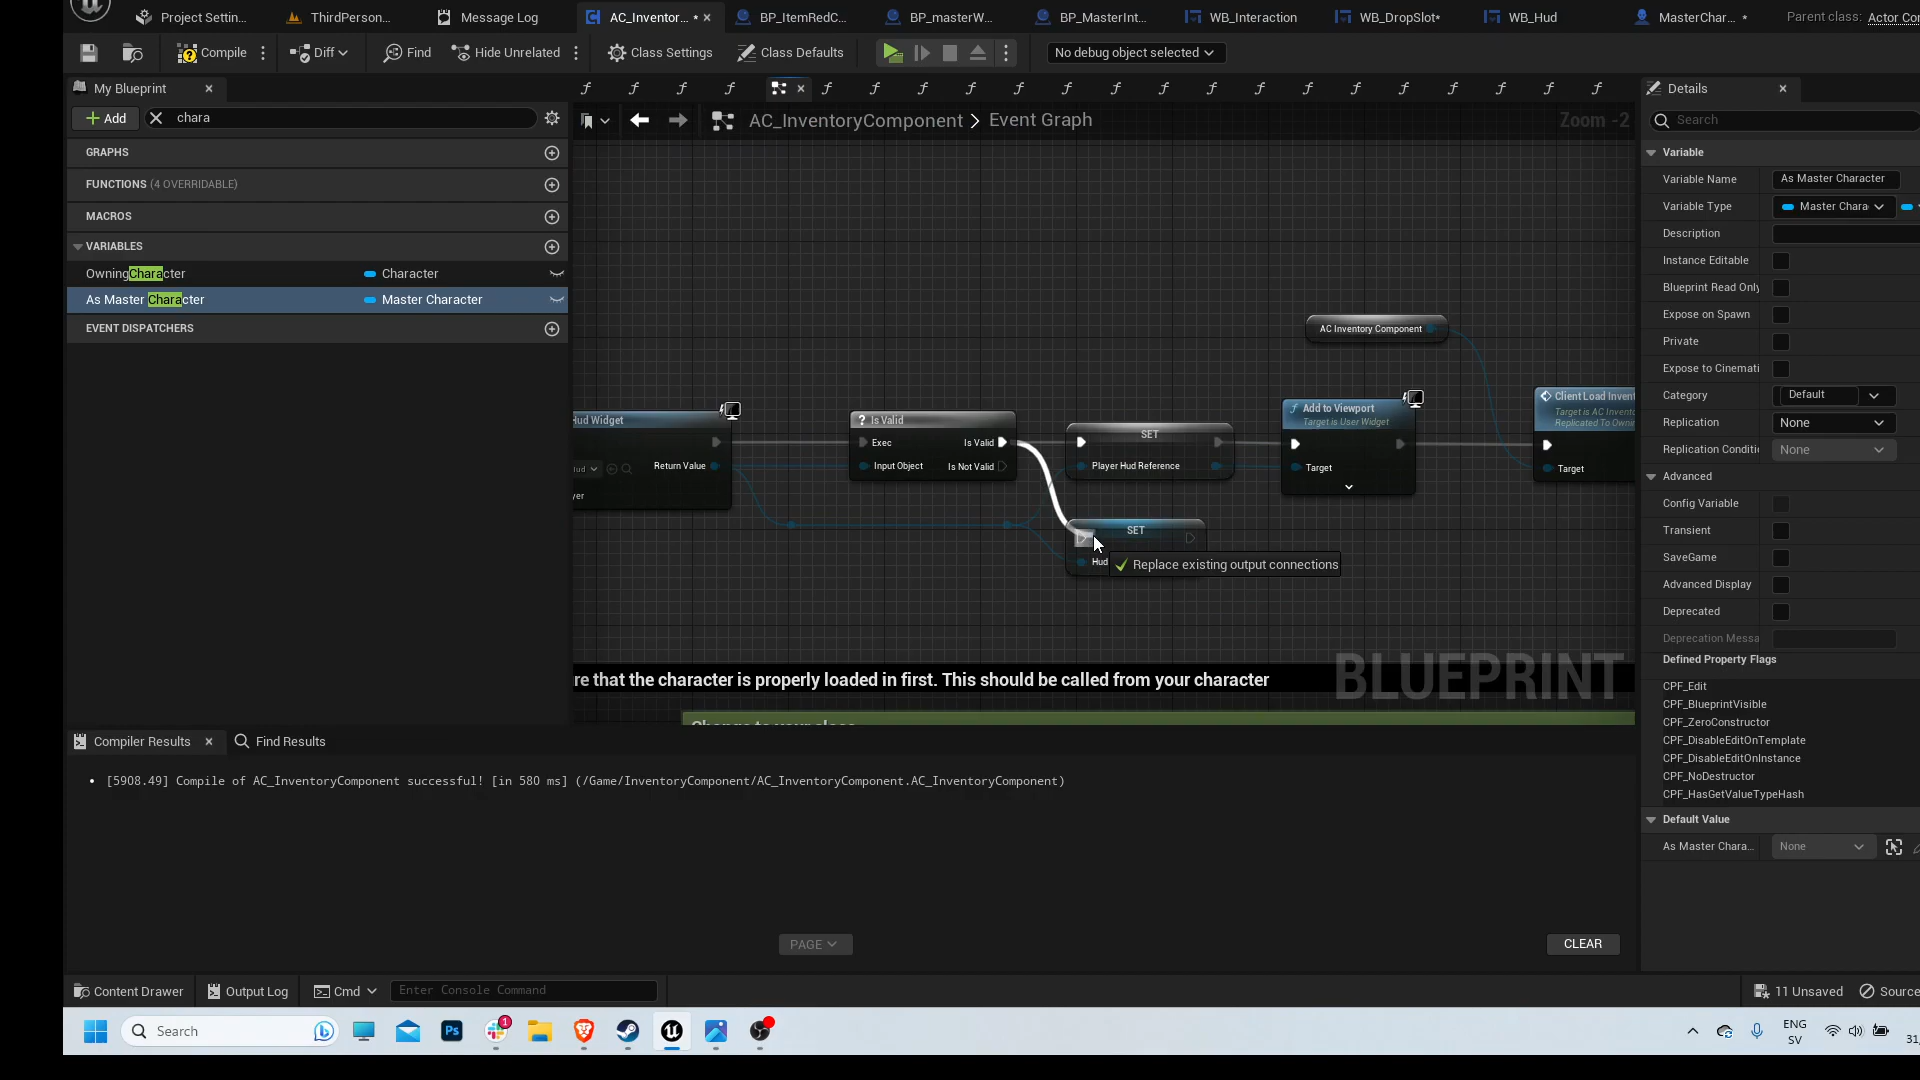 Project Settin...
ThirdPerson...
Message Log
AC_Inventor... *
BP_ItemRedC...
BP_masterW...
BP_MasterInt...
WB_Interaction
WB_DropSlot*
WB_Hud
MasterChar... *
Parent class: Actor Con
Compile
Diff
Find
Hide Unrelated
Class Settings
Class Defaults
No debug object selected
My Blueprint
Add
chara
GRAPHS
FUNCTIONS (4 OVERRIDABLE)
MACROS
VARIABLES
OwningCharacter
Character
As Master Character
Master Character
EVENT DISPATCHERS
AC_InventoryComponent > Event Graph
Zoom -2
AC Inventory Component
Hud Widget
Return Value
Is Valid
Exec
Is Valid
Input Object
Is Not Valid
SET
Player Hud Reference
Add to Viewport
Target is User Widget
Target
Client Load Invent
Target is AC Invento
Replicated To Ownin
Target
SET
Hud
Replace existing output connections
re that the character is properly loaded in first. This should be called from your character
BLUEPRINT
Change to your class
Details
Search
Variable
Variable Name
As Master Character
Variable Type
Master Chara
Description
Instance Editable
Blueprint Read Only
Expose on Spawn
Private
Expose to Cinemati
Category
Default
Replication
None
Replication Conditio
None
Advanced
Config Variable
Transient
SaveGame
Advanced Display
Deprecated
Deprecation Messa
Defined Property Flags
CPF_Edit
CPF_BlueprintVisible
CPF_ZeroConstructor
CPF_DisableEditOnTemplate
CPF_DisableEditOnInstance
CPF_NoDestructor
CPF_HasGetValueTypeHash
Default Value
As Master Chara...
None
Compiler Results
Find Results
[5908.49] Compile of AC_InventoryComponent successful! [in 580 ms] (/Game/InventoryComponent/AC_InventoryComponent.AC_InventoryComponent)
PAGE
CLEAR
Content Drawer
Output Log
Cmd
Enter Console Command
11 Unsaved
Source
Search
1
ENG
SV
31,